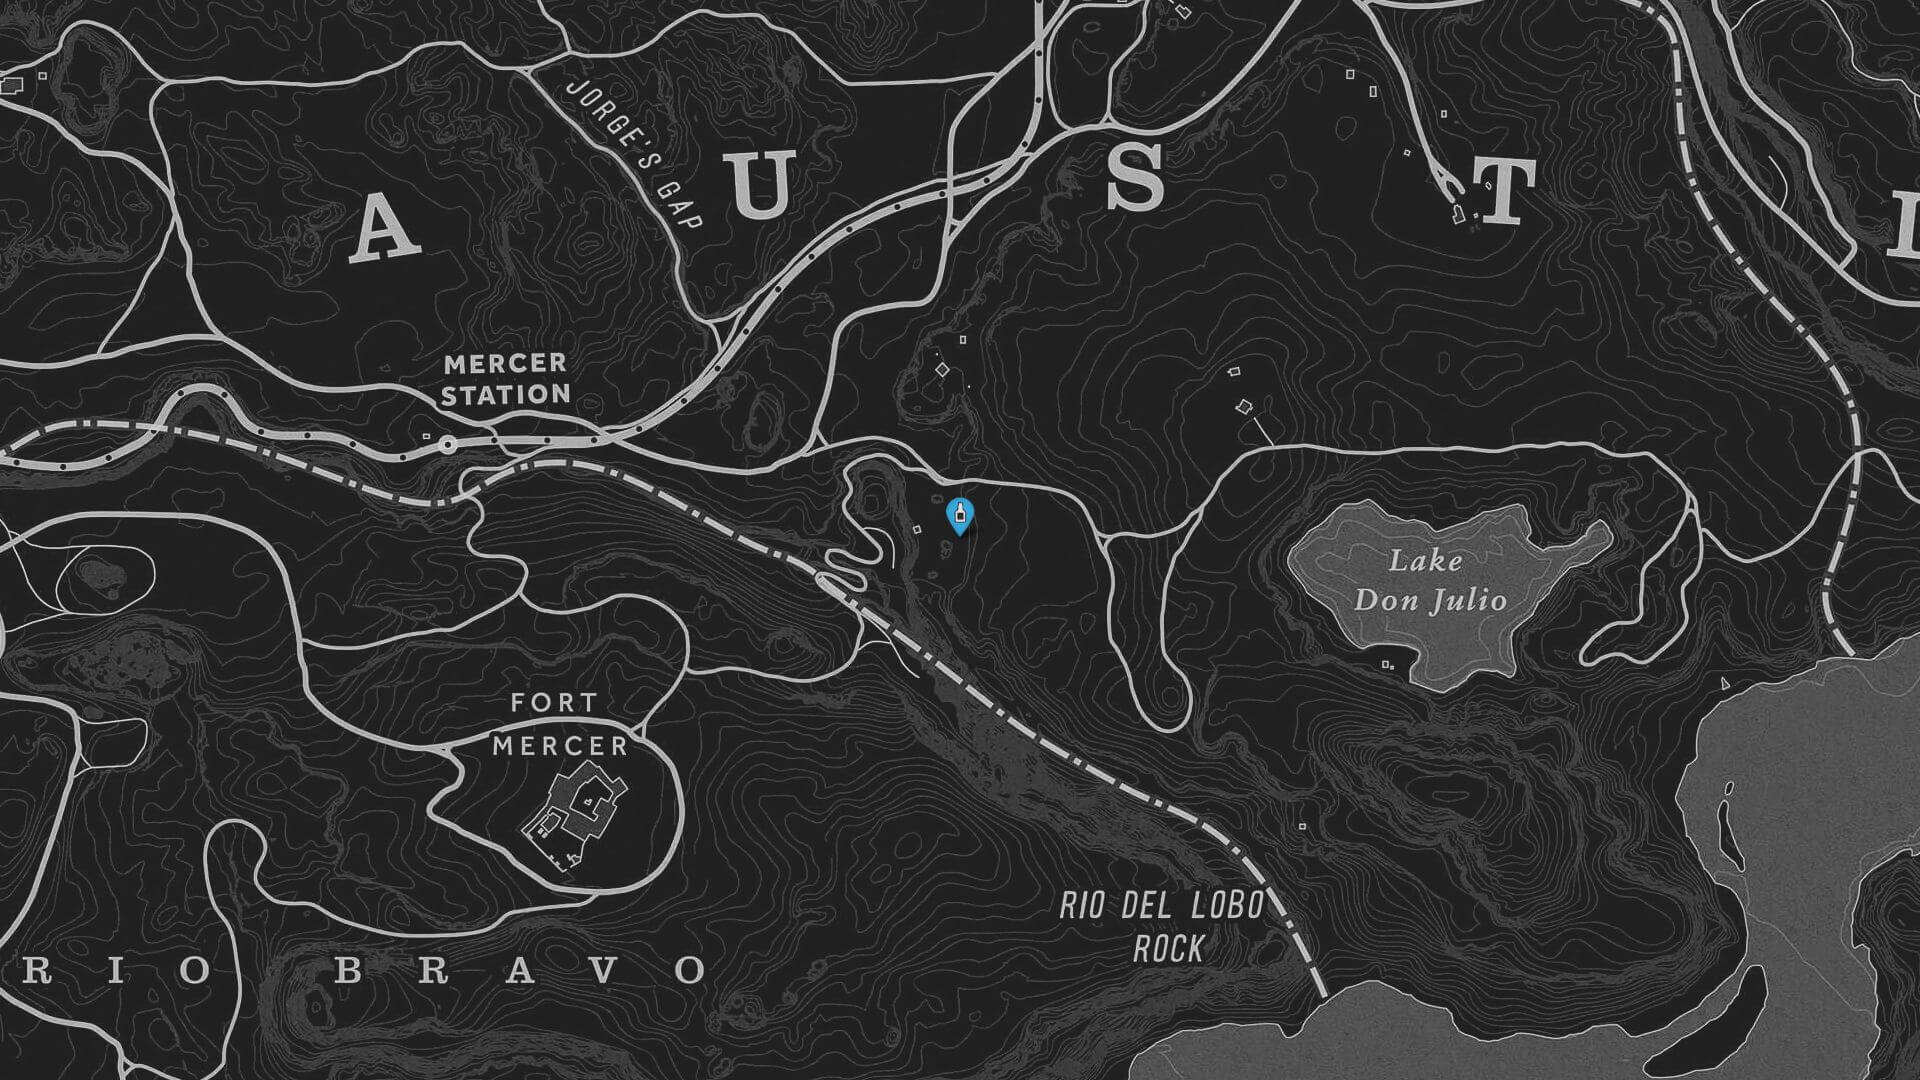 JORGE'S GAP
A U S T
MERCER
STATION
Lake
Don Julio
FORT
MERCER
RIO DEL LOBO
ROCK
RIO BRAVO